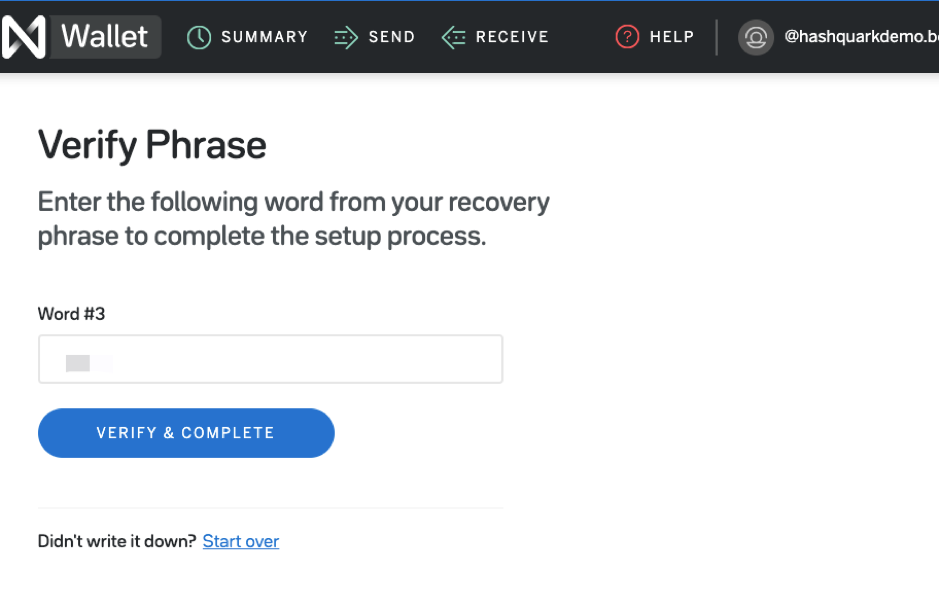 Wallet SUMMARY SEND RECEIVE ? HELP @hashquarkdemo.b
Verify Phrase
Enter the following word from your recovery
phrase to complete the setup process.
Word #3
VERIFY & COMPLETE
Didn't write it down? Start over